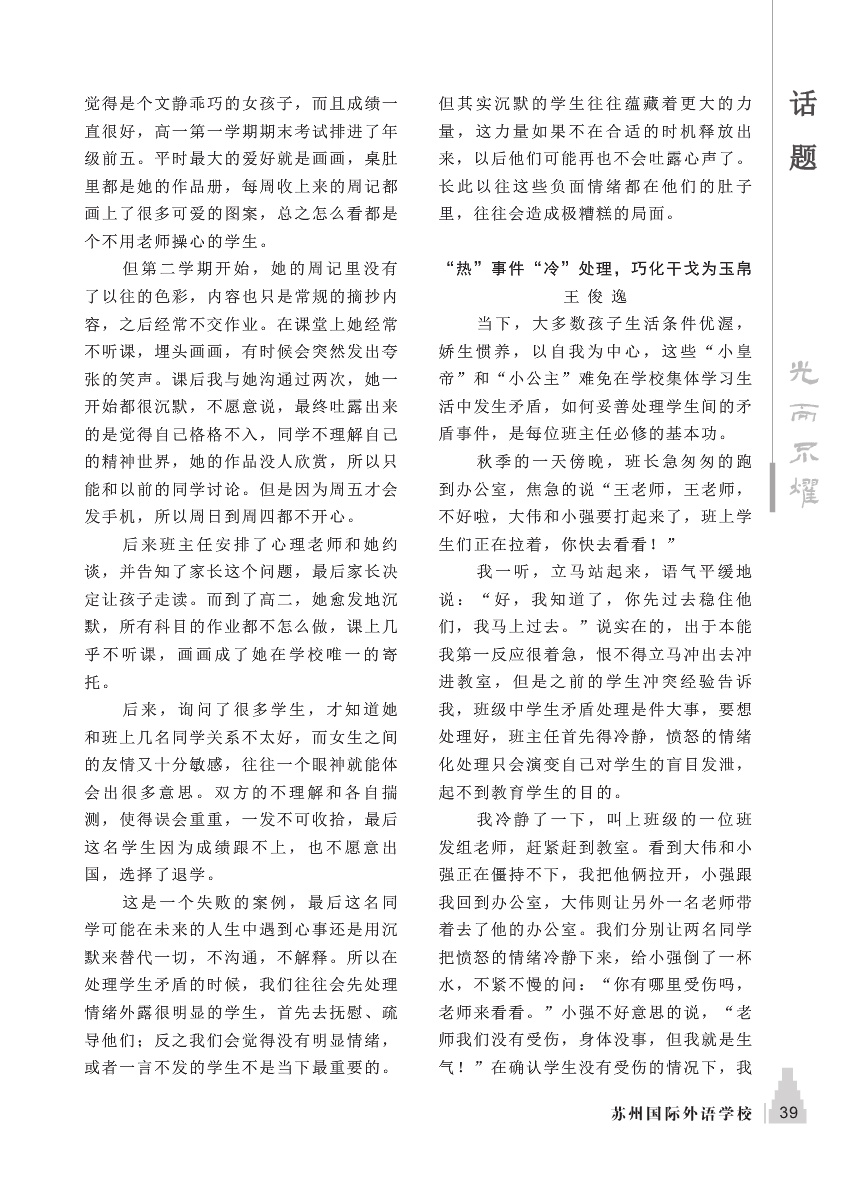 觉得是个文静乖巧的女孩子，而且成绩一
直很好，高一第一学期期末考试排进了年
级前五。平时最大的爱好就是画画，桌肚
里都是她的作品册，每周收上来的周记都
画上了很多可爱的图案，总之怎么看都是
个不用老师操心的学生。
但第二学期开始，她的周记里没有
了以往的色彩，内容也只是常规的摘抄内
容，之后经常不交作业。在课堂上她经常
不听课，埋头画画，有时候会突然发出夸
张的笑声。课后我与她沟通过两次，她一
开始都很沉默，不愿意说，最终吐露出来
的是觉得自己格格不入，同学不理解自己
的精神世界，她的作品没人欣赏，所以只
能和以前的同学讨论。但是因为周五才会
发手机，所以周日到周四都不开心。
后来班主任安排了心理老师和她约
谈，并告知了家长这个问题，最后家长决
定让孩子走读。而到了高二，她愈发地沉
默，所有科目的作业都不怎么做，课上几
乎不听课，画画成了她在学校唯一的寄
托。
后来，询问了很多学生，才知道她
和班上几名同学关系不太好，而女生之间
的友情又十分敏感，往往一个眼神就能体
会出很多意思。双方的不理解和各自揣
测，使得误会重重，一发不可收拾，最后
这名学生因为成绩跟不上，也不愿意出
国，选择了退学。
这是一个失败的案例，最后这名同
学可能在未来的人生中遇到心事还是用沉
默来替代一切，不沟通，不解释。所以在
处理学生矛盾的时候，我们往往会先处理
情绪外露很明显的学生，首先去抚慰、疏
导他们；反之我们会觉得没有明显情绪，
或者一言不发的学生不是当下最重要的。
但其实沉默的学生往往蕴藏着更大的力
量，这力量如果不在合适的时机释放出
来，以后他们可能再也不会吐露心声了。
长此以往这些负面情绪都在他们的肚子
里，往往会造成极糟糕的局面。
“热”事件“冷”处理，巧化干戈为玉帛
王俊逸
当下，大多数孩子生活条件优渥，
娇生惯养，以自我为中心，这些“小皇
帝”和“小公主”难免在学校集体学习生
活中发生矛盾，如何妥善处理学生间的矛
盾事件，是每位班主任必修的基本功。
秋季的一天傍晚，班长急匆匆的跑
到办公室，焦急的说“王老师，王老师，
不好啦，大伟和小强要打起来了，班上学
生们正在拉着，你快去看看！”
我一听，立马站起来，语气平缓地
说：“好，我知道了，你先过去稳住他
们，我马上过去。”说实在的，出于本能
我第一反应很着急，恨不得立马冲出去冲
进教室，但是之前的学生冲突经验告诉
我，班级中学生矛盾处理是件大事，要想
处理好，班主任首先得冷静，愤怒的情绪
化处理只会演变自己对学生的盲目发泄，
起不到教育学生的目的。
我冷静了一下，叫上班级的一位班
发组老师，赶紧赶到教室。看到大伟和小
强正在僵持不下，我把他俩拉开，小强跟
我回到办公室，大伟则让另外一名老师带
着去了他的办公室。我们分别让两名同学
把愤怒的情绪冷静下来，给小强倒了一杯
水，不紧不慢的问：“你有哪里受伤吗，
老师来看看。”小强不好意思的说，“老
师我们没有受伤，身体没事，但我就是生
气！”在确认学生没有受伤的情况下，我
话题
光而不耀
苏州国际外语学校
39